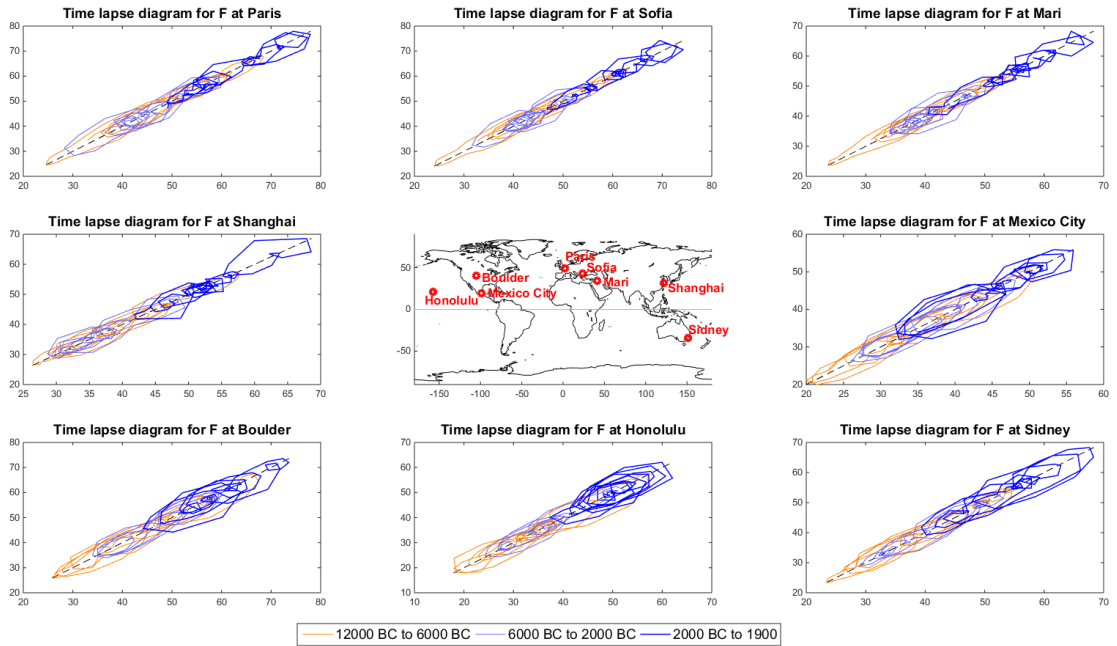 Time lapse diagram for F at Paris
80
70
60
50
40
30
20
20 30 40 50 60 70 80
Time lapse diagram for F at Sofia
80
70
60
50
40
30
20
20 30 40 50 60 70 80
Time lapse diagram for F at Mari
70
60
50
40
30
20
20 30 40 50 60 70
Time lapse diagram for F at Shanghai
70
60
50
40
30
20
25 30 35 40 45 50 55 60 65 70
50
0
-50
Paris
Sofia
Boulder
Mari
Shanghai
Honolulu
Mexico City
Sidney
-150 -100 -50 0 50 100 150
Time lapse diagram for F at Mexico City
60
50
40
30
20
20 25 30 35 40 45 50 55 60
Time lapse diagram for F at Boulder
80
70
60
50
40
30
20
20 30 40 50 60 70 80
Time lapse diagram for F at Honolulu
70
60
50
40
30
20
10
10 20 30 40 50 60 70
Time lapse diagram for F at Sidney
70
60
50
40
30
20
20 30 40 50 60 70
12000 BC to 6000 BC 6000 BC to 2000 BC 2000 BC to 1900